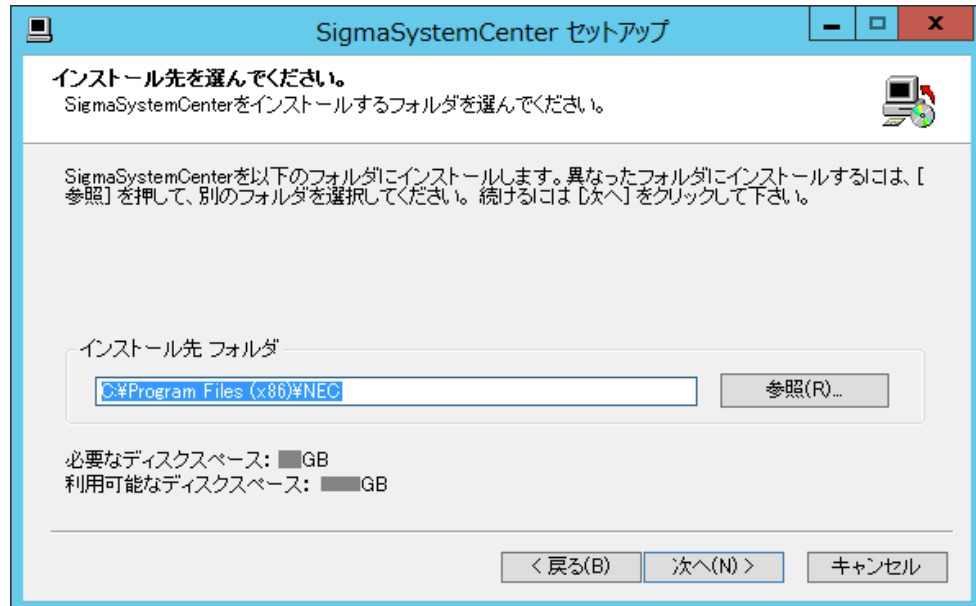 SigmaSystemCenter セットアップ
インストール先を選んでください。
SigmaSystemCenterをインストールするフォルダを選んでください。
SigmaSystemCenterを以下のフォルダにインストールします。異なったフォルダにインストールするには、[
参照] を押して、別のフォルダを選択してください。 続けるには [次へ] をクリックして下さい。
インストール先 フォルダ
C:¥Program Files (x86)¥NEC
参照(R)...
必要なディスクスペース: GB
利用可能なディスクスペース: GB
< 戻る(B)
次へ(N) >
キャンセル